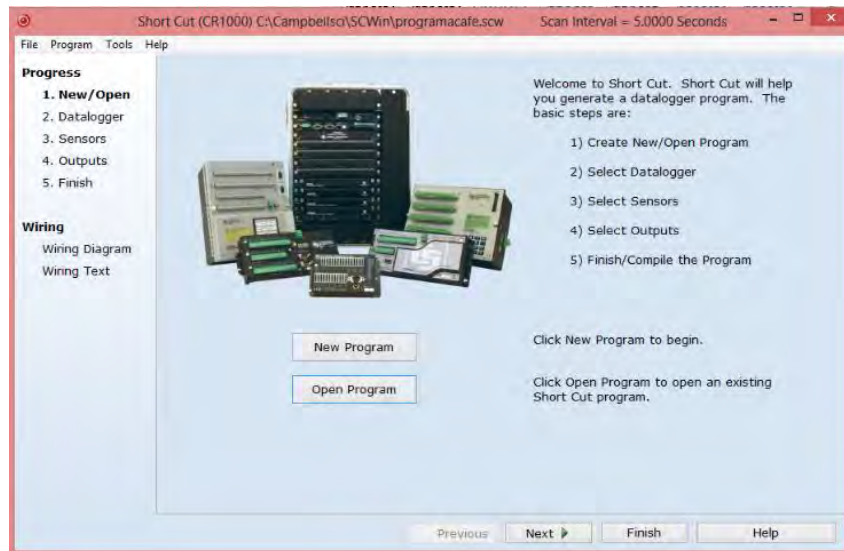 Short Cut (CR1000) C:\Campbellsci\SCWin\programacafe.scw Scan Interval = 5.0000 Seconds
File Program Tools Help
Progress
1. New/Open
2. Datalogger
3. Sensors
4. Outputs
5. Finish
Wiring
Wiring Diagram
Wiring Text
Welcome to Short Cut. Short Cut will help
you generate a datalogger program. The
basic steps are:
1) Create New/Open Program
2) Select Datalogger
3) Select Sensors
4) Select Outputs
5) Finish/Compile the Program
New Program
Click New Program to begin.
Open Program
Click Open Program to open an existing
Short Cut program.
Previous Next Finish Help